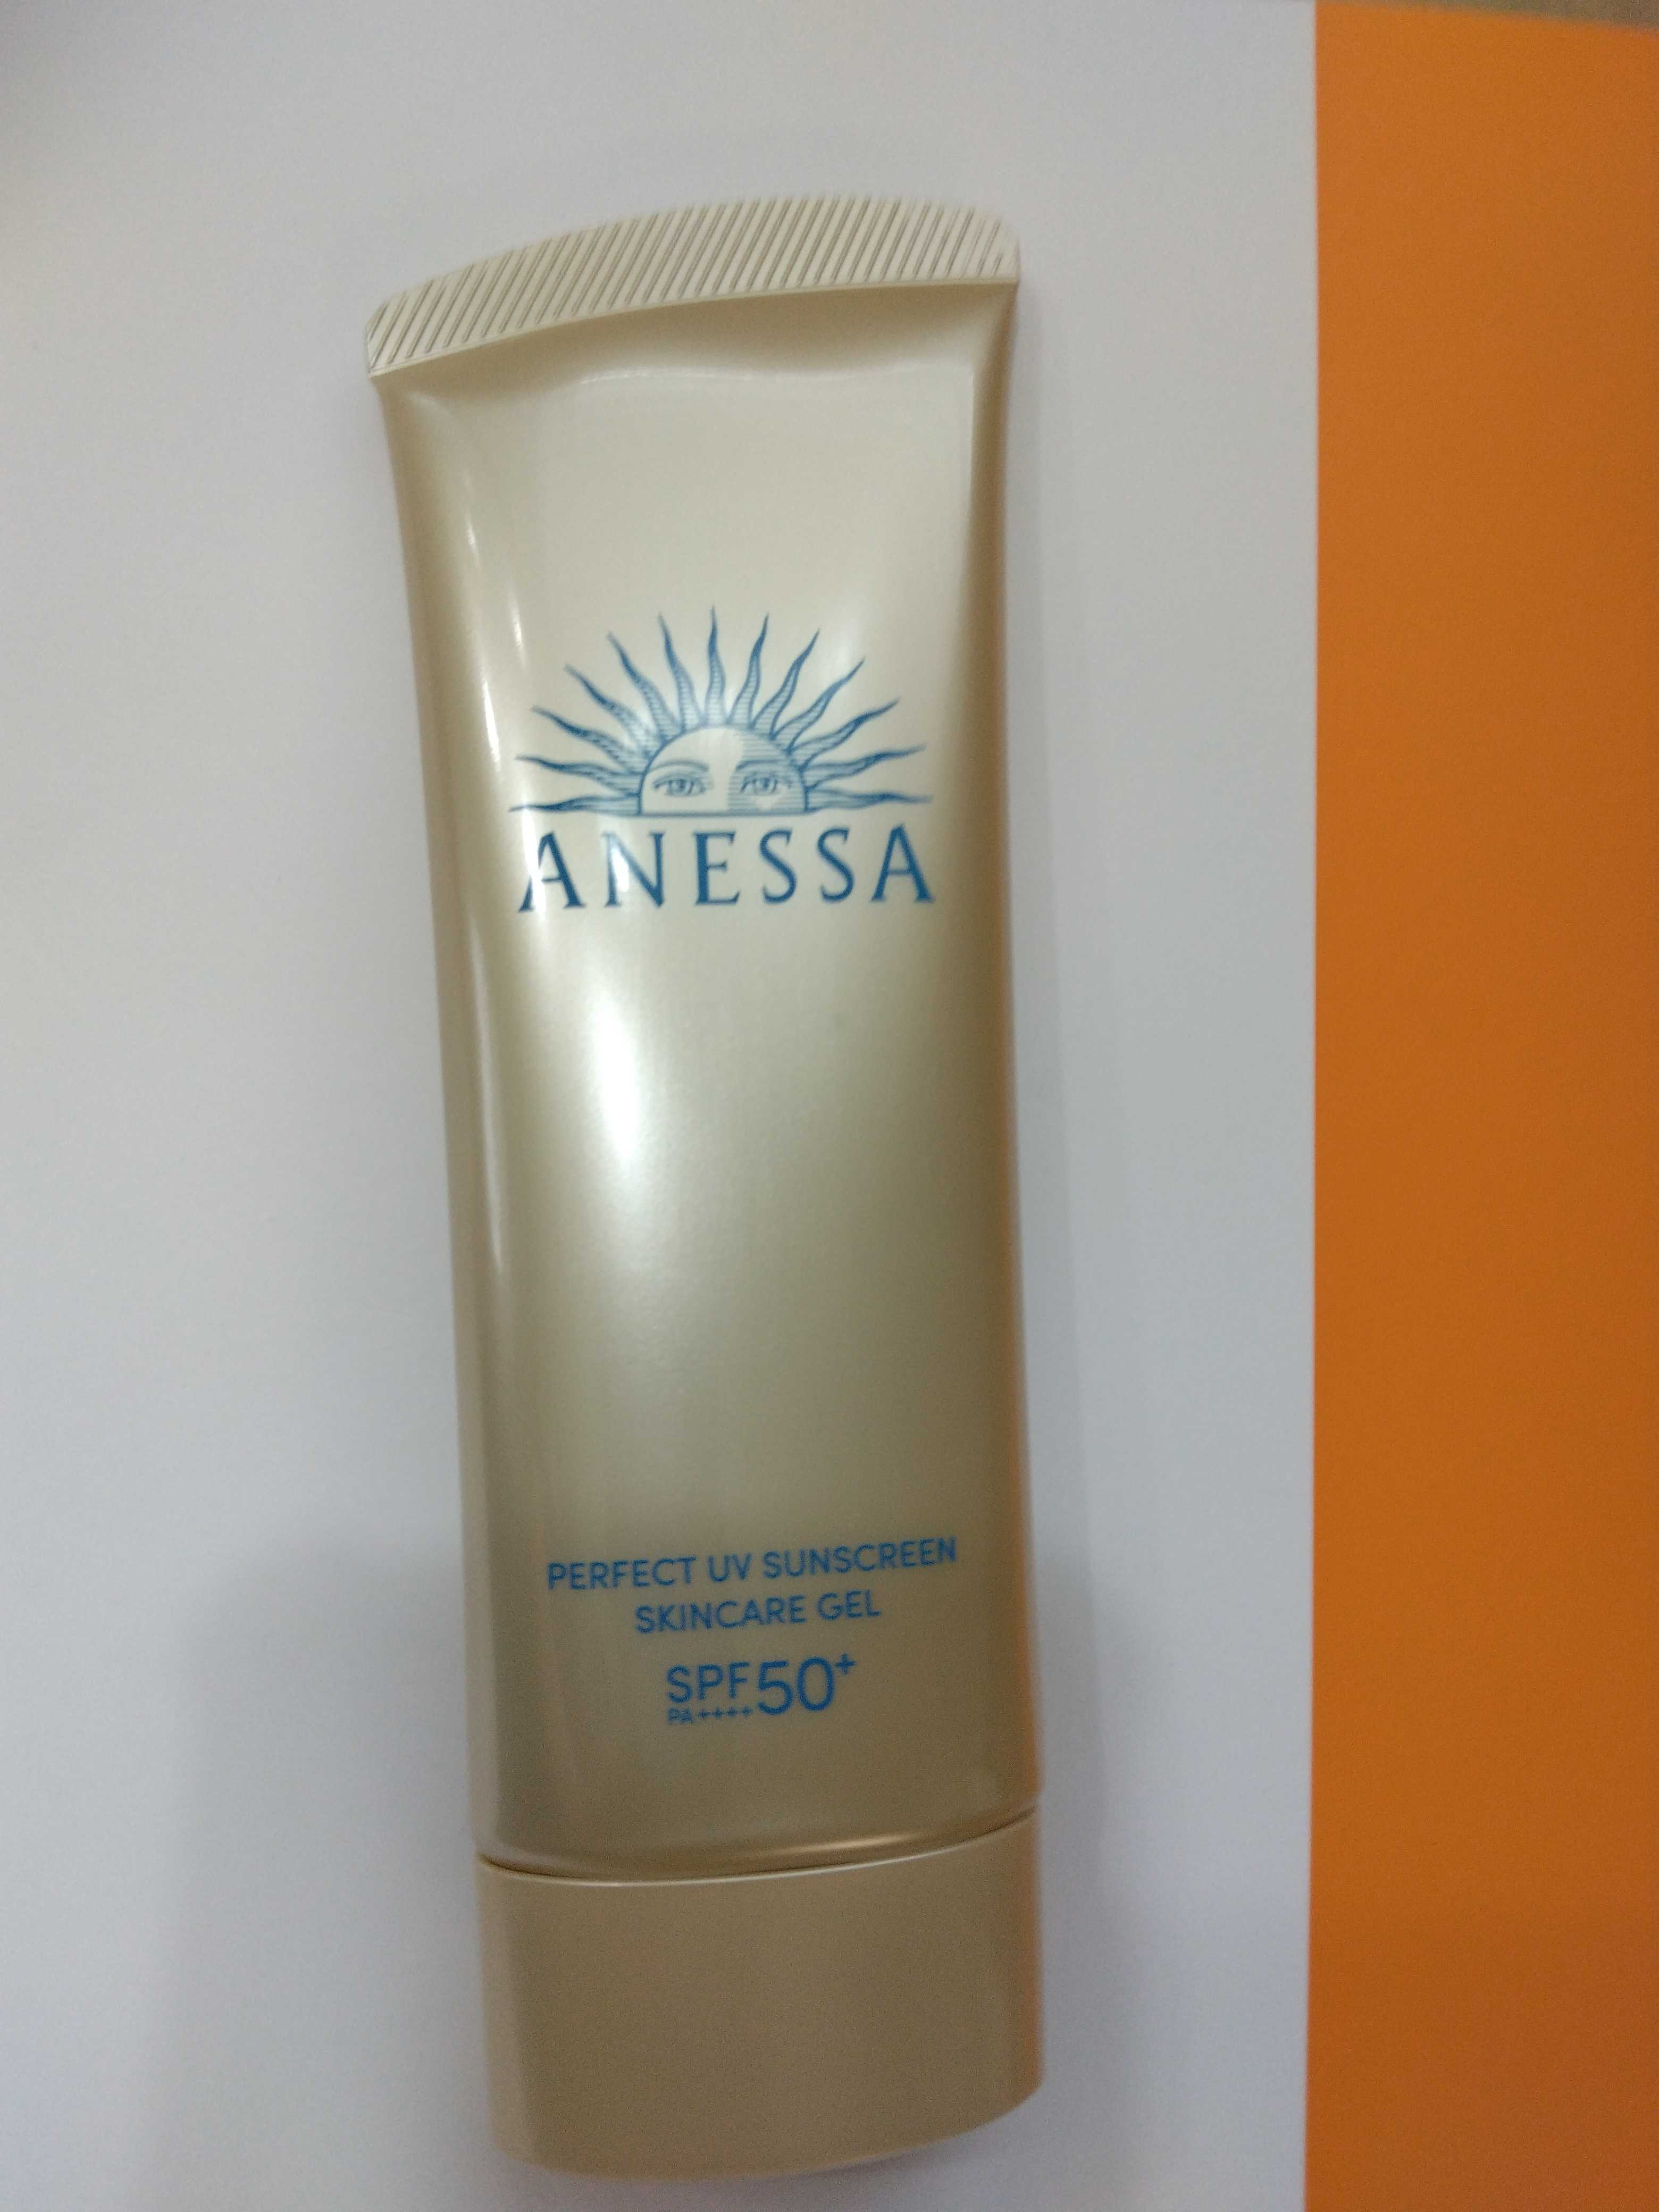 ANESSA
PERFECT UV SUNSCREEN
SKINCARE GEL
SPF50+
PA++++